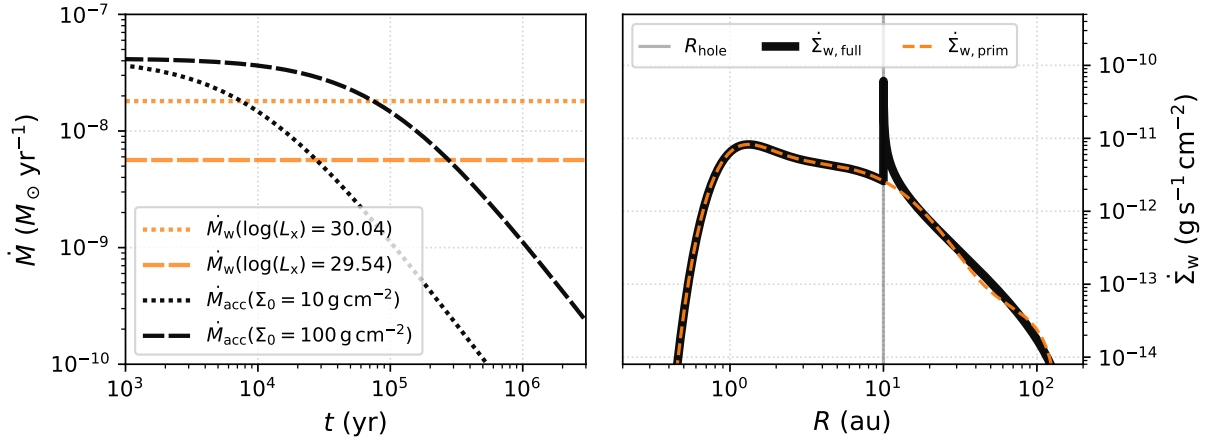 10⁻⁷
10⁻⁸
10⁻⁹
10⁻¹⁰
Ṁ (M⊙ yr⁻¹)
Ṁw(log(Lx) = 30.04)
Ṁw(log(Lx) = 29.54)
Ṁacc(Σ₀ = 10 g cm⁻²)
Ṁacc(Σ₀ = 100 g cm⁻²)
10³ 10⁴ 10⁵ 10⁶
t (yr)
Rhole Σ̇w, full Σ̇w, prim
10⁻¹⁰
10⁻¹¹
10⁻¹²
10⁻¹³
10⁻¹⁴
Σ̇w (g s⁻¹ cm⁻²)
10⁰ 10¹ 10²
R (au)